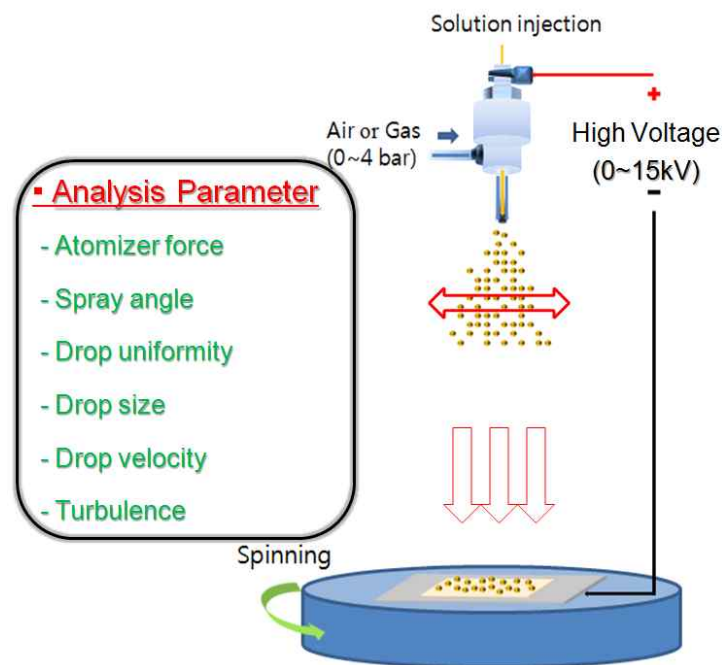 Solution injection
Air or Gas
(0~4 bar)
+
High Voltage
(0~15kV)
-
▪ Analysis Parameter
- Atomizer force
- Spray angle
- Drop uniformity
- Drop size
- Drop velocity
- Turbulence
Spinning